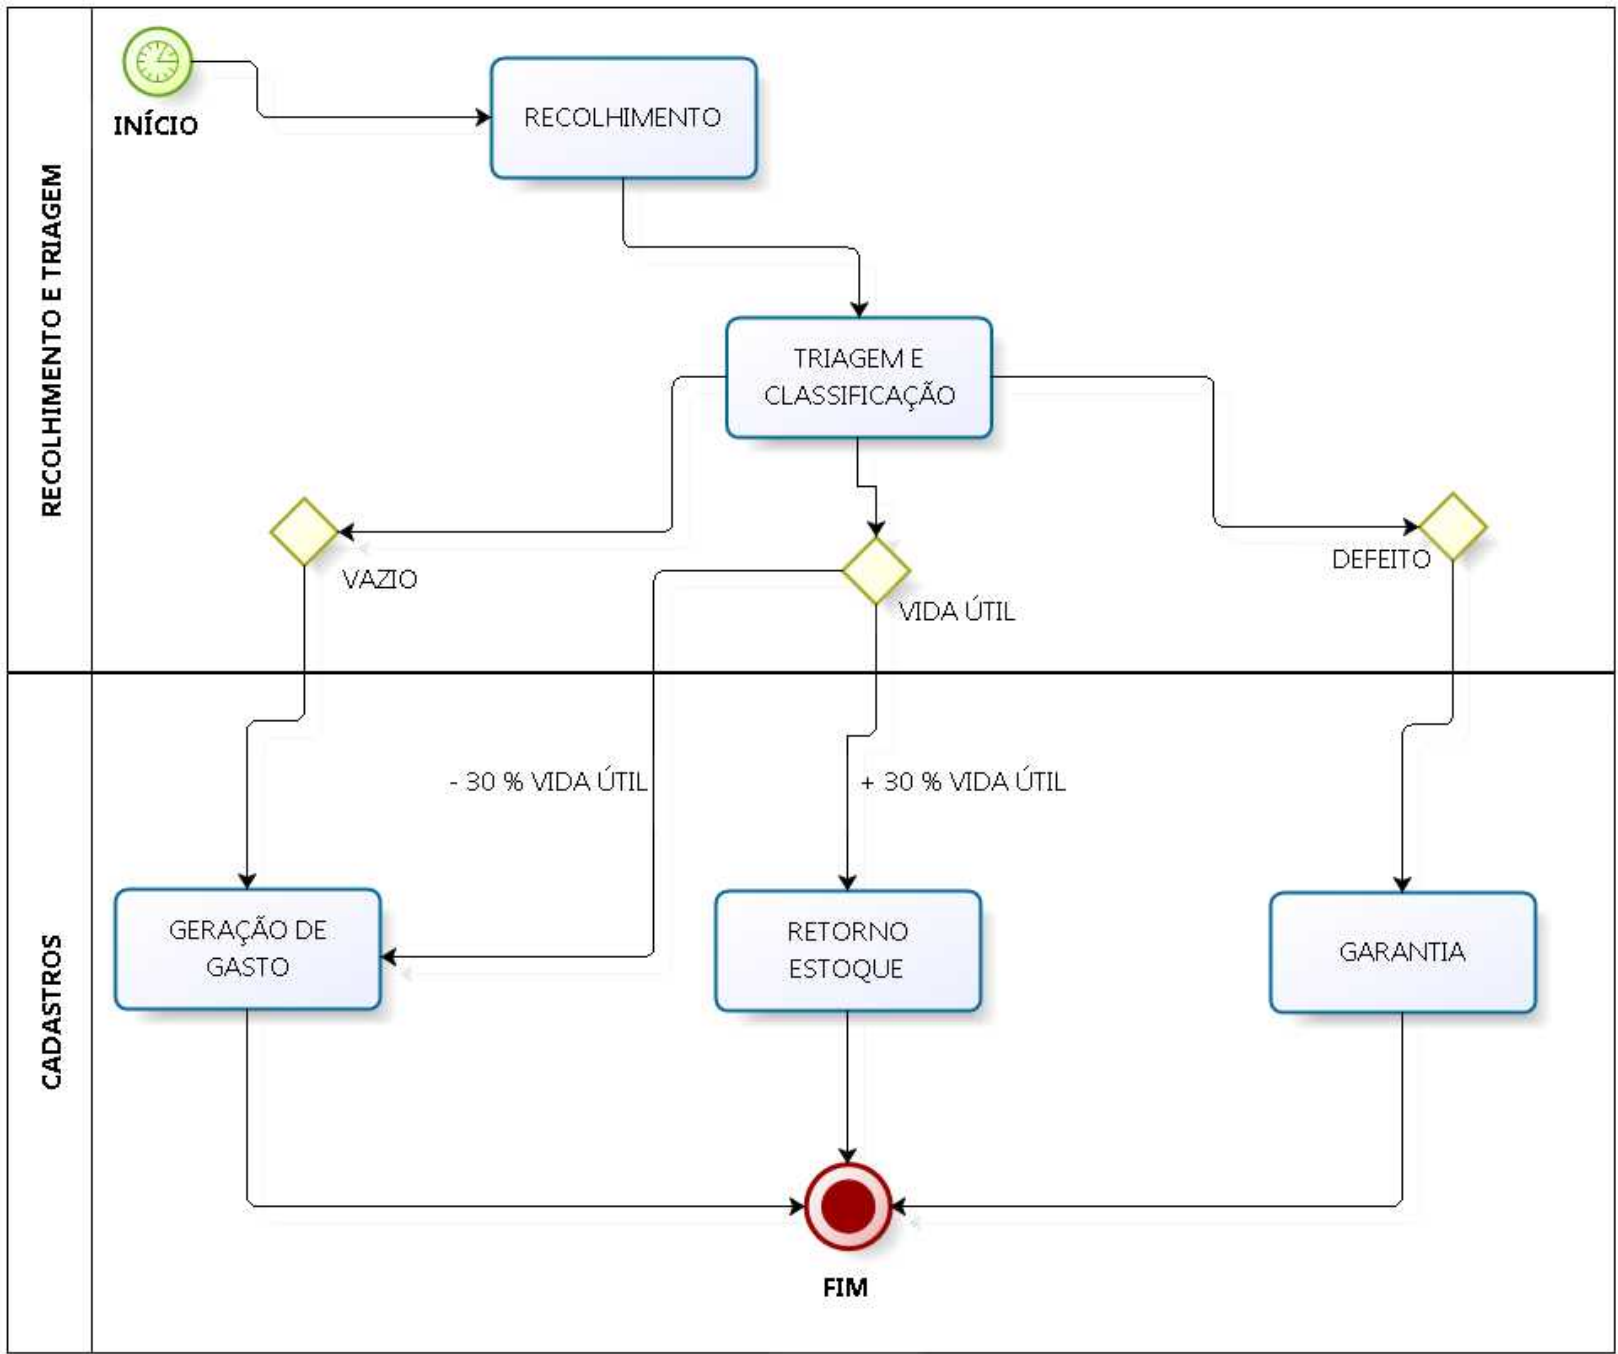 RECOLHIMENTO E TRIAGEM
INÍCIO
RECOLHIMENTO
TRIAGEM E
CLASSIFICAÇÃO
VAZIO
VIDA ÚTIL
DEFEITO
CADASTROS
- 30 % VIDA ÚTIL
+ 30 % VIDA ÚTIL
GERAÇÃO DE
GASTO
RETORNO
ESTOQUE
GARANTIA
FIM